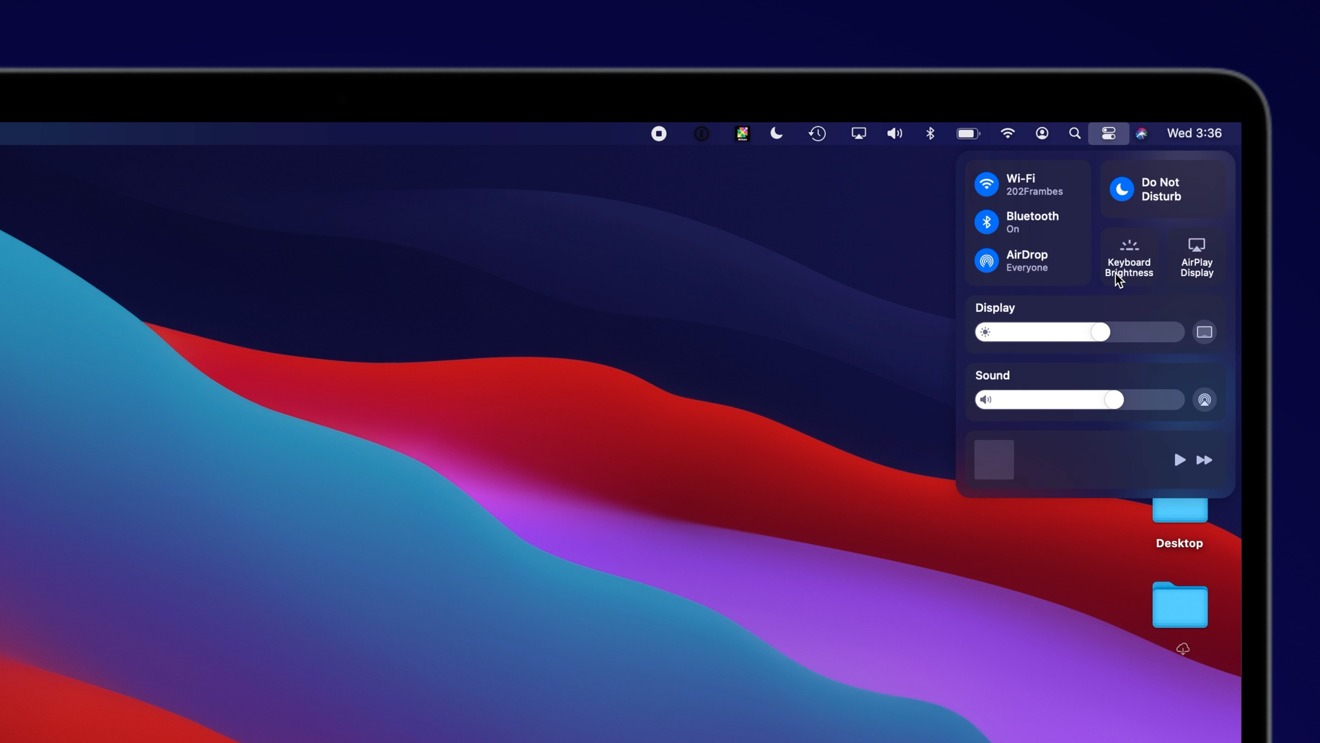 Wed 3:36
Wi-Fi
202Frambes
Do Not
Disturb
Bluetooth
On
AirDrop
Everyone
Keyboard
Brightness
AirPlay
Display
Display
Sound
Desktop